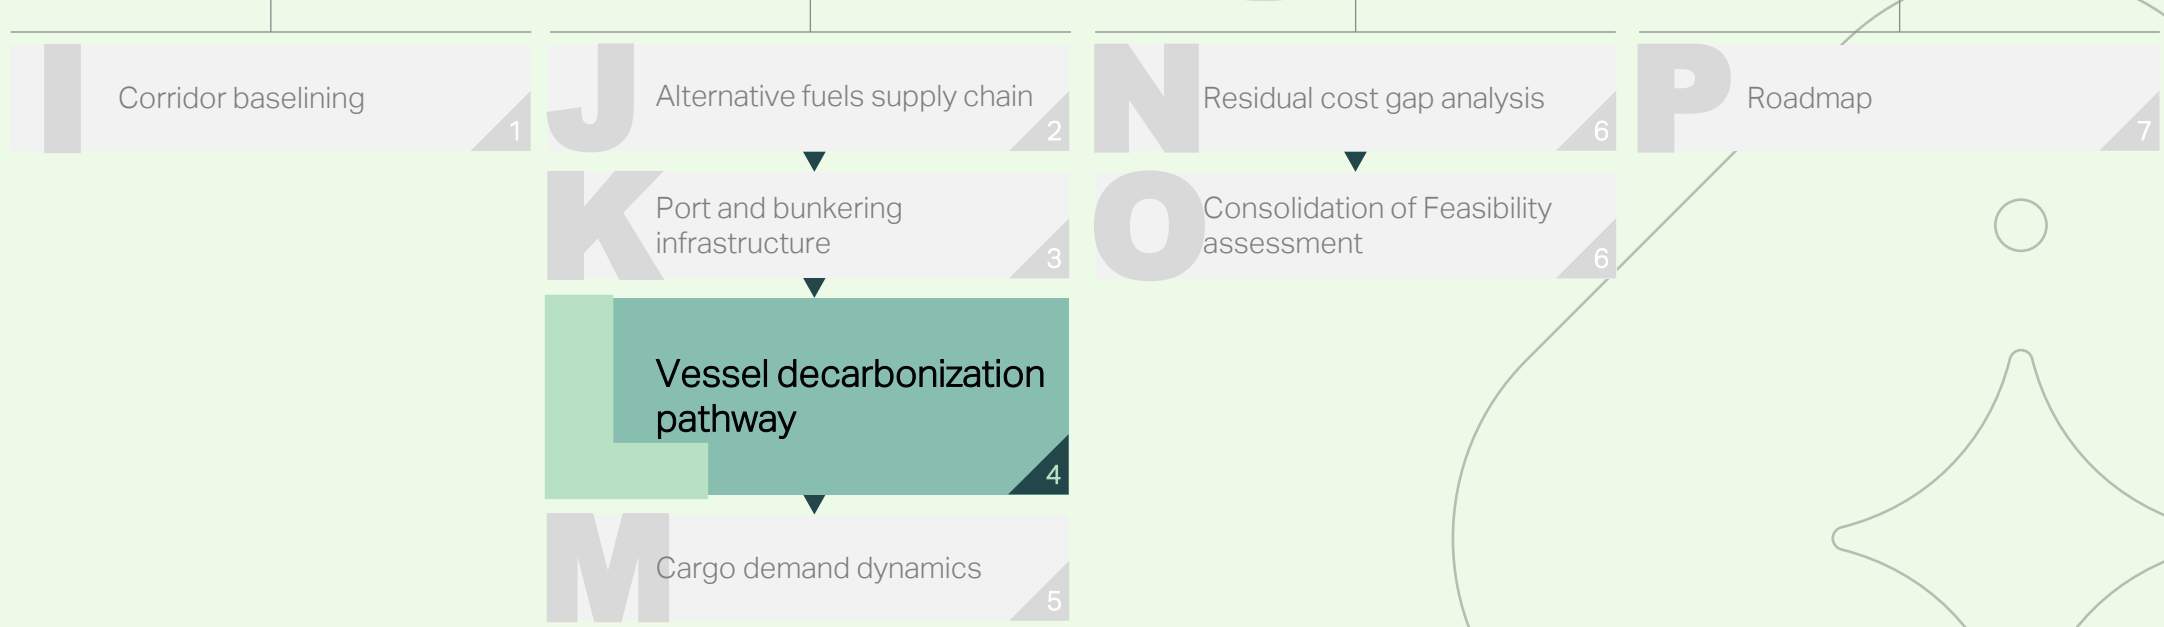 I
Corridor baselining
1
J
Alternative fuels supply chain
2
K
Port and bunkering
infrastructure
3
L
Vessel decarbonization
pathway
4
M
Cargo demand dynamics
5
N
Residual cost gap analysis
6
O
Consolidation of Feasibility
assessment
6
P
Roadmap
7